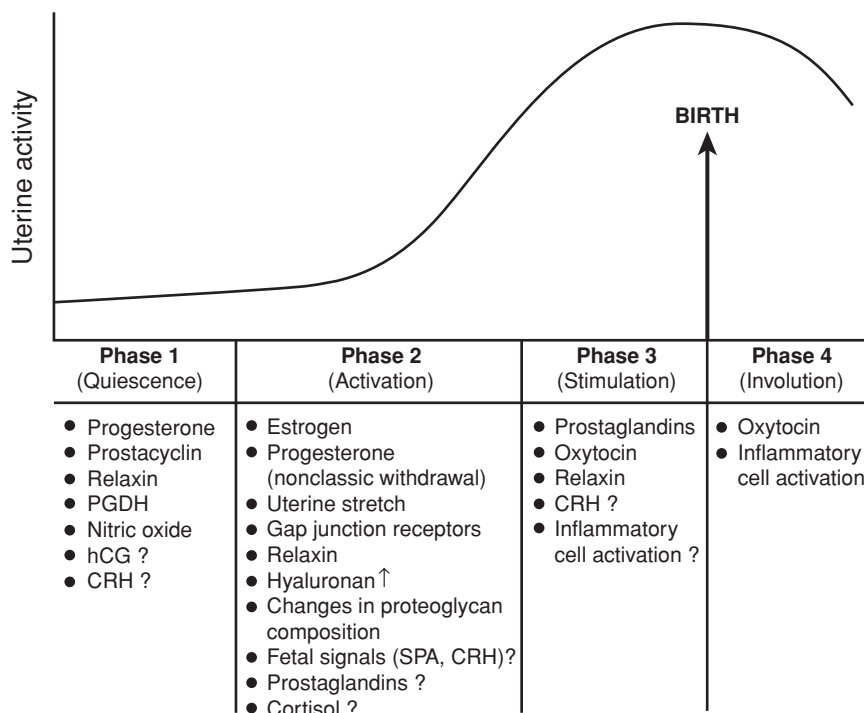 Uterine activity
BIRTH
Phase 1
(Quiescence)
Phase 2
(Activation)
Phase 3
(Stimulation)
Phase 4
(Involution)
● Progesterone
● Prostacyclin
● Relaxin
● PGDH
● Nitric oxide
● hCG ?
● CRH ?
● Estrogen
● Progesterone
(nonclassic withdrawal)
● Uterine stretch
● Gap junction receptors
● Relaxin
● Hyaluronan↑
● Changes in proteoglycan
composition
● Fetal signals (SPA, CRH)?
● Prostaglandins ?
● Cortisol ?
● Prostaglandins
● Oxytocin
● Relaxin
● CRH ?
● Inflammatory
cell activation ?
● Oxytocin
● Inflammatory
cell activation